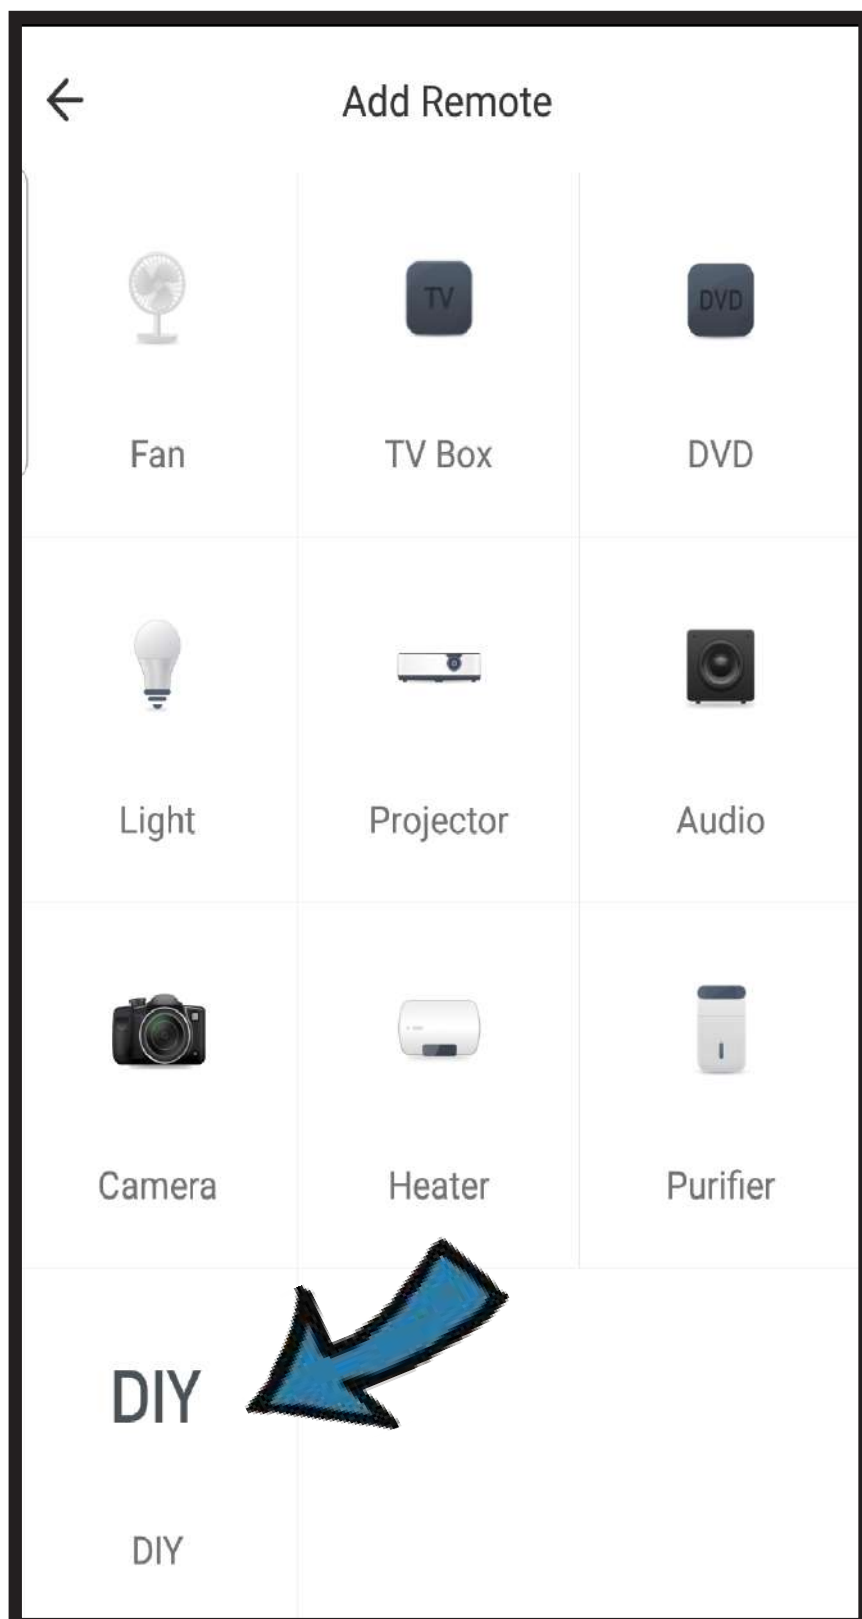 Add Remote
TV
DVD
Fan
TV Box
DVD
Light
Projector
Audio
Camera
Heater
Purifier
DIY
DIY